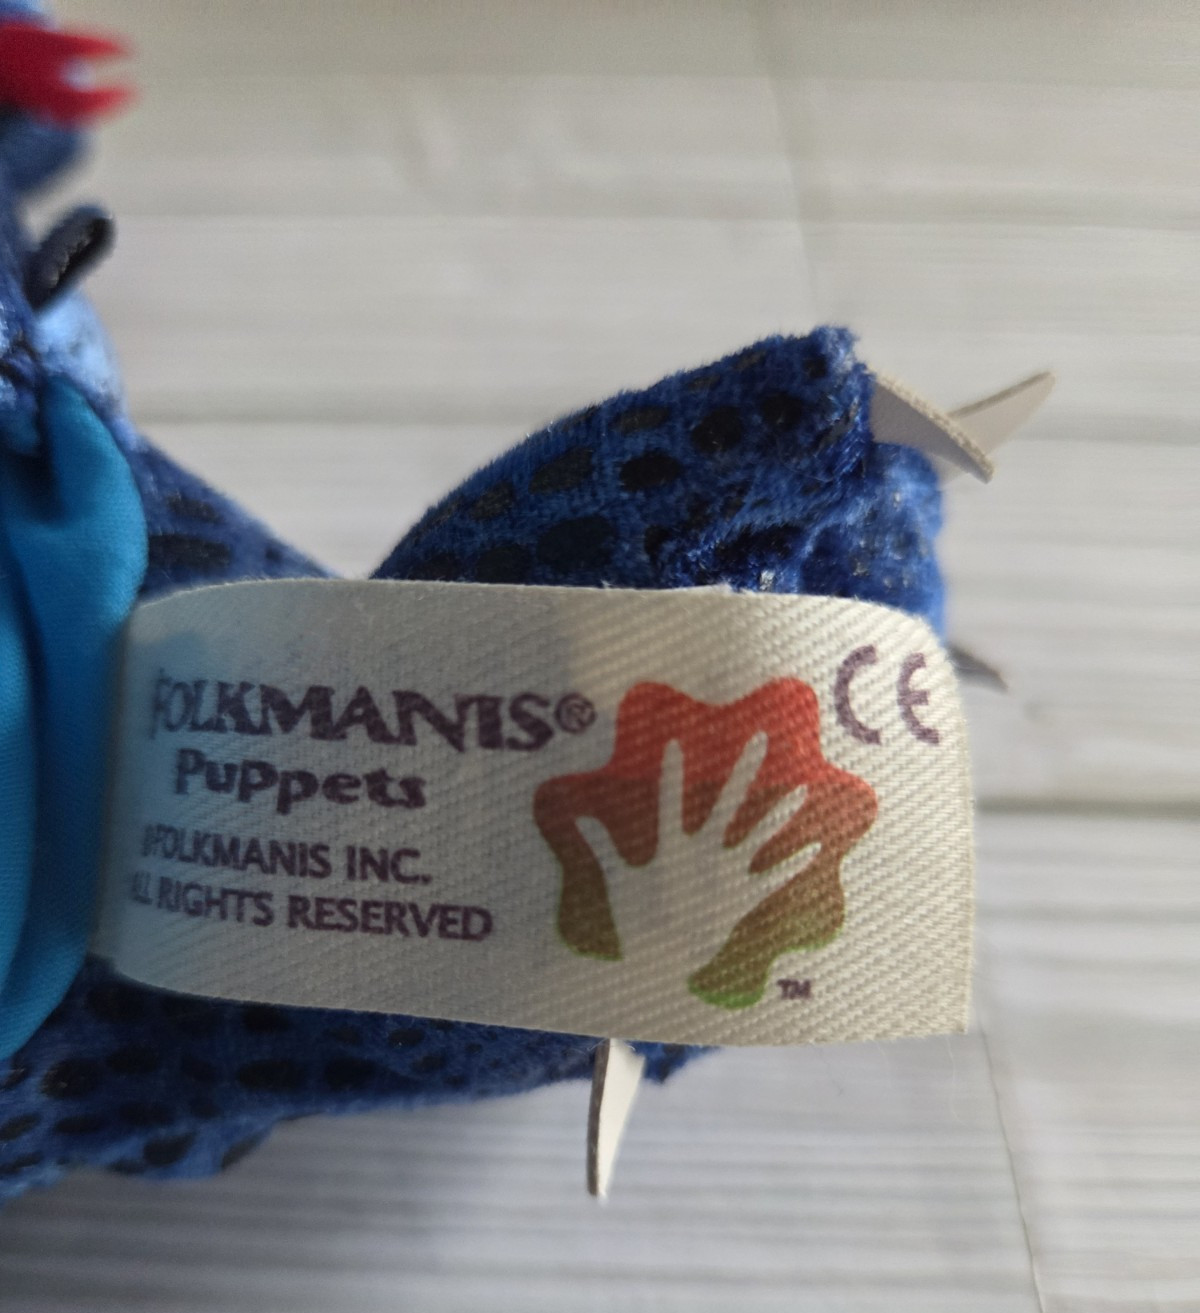 FOLKMANIS®
PuPPets
©FOLKMANIS INC.
ALL RIGHTS RESERVED
CE
TM